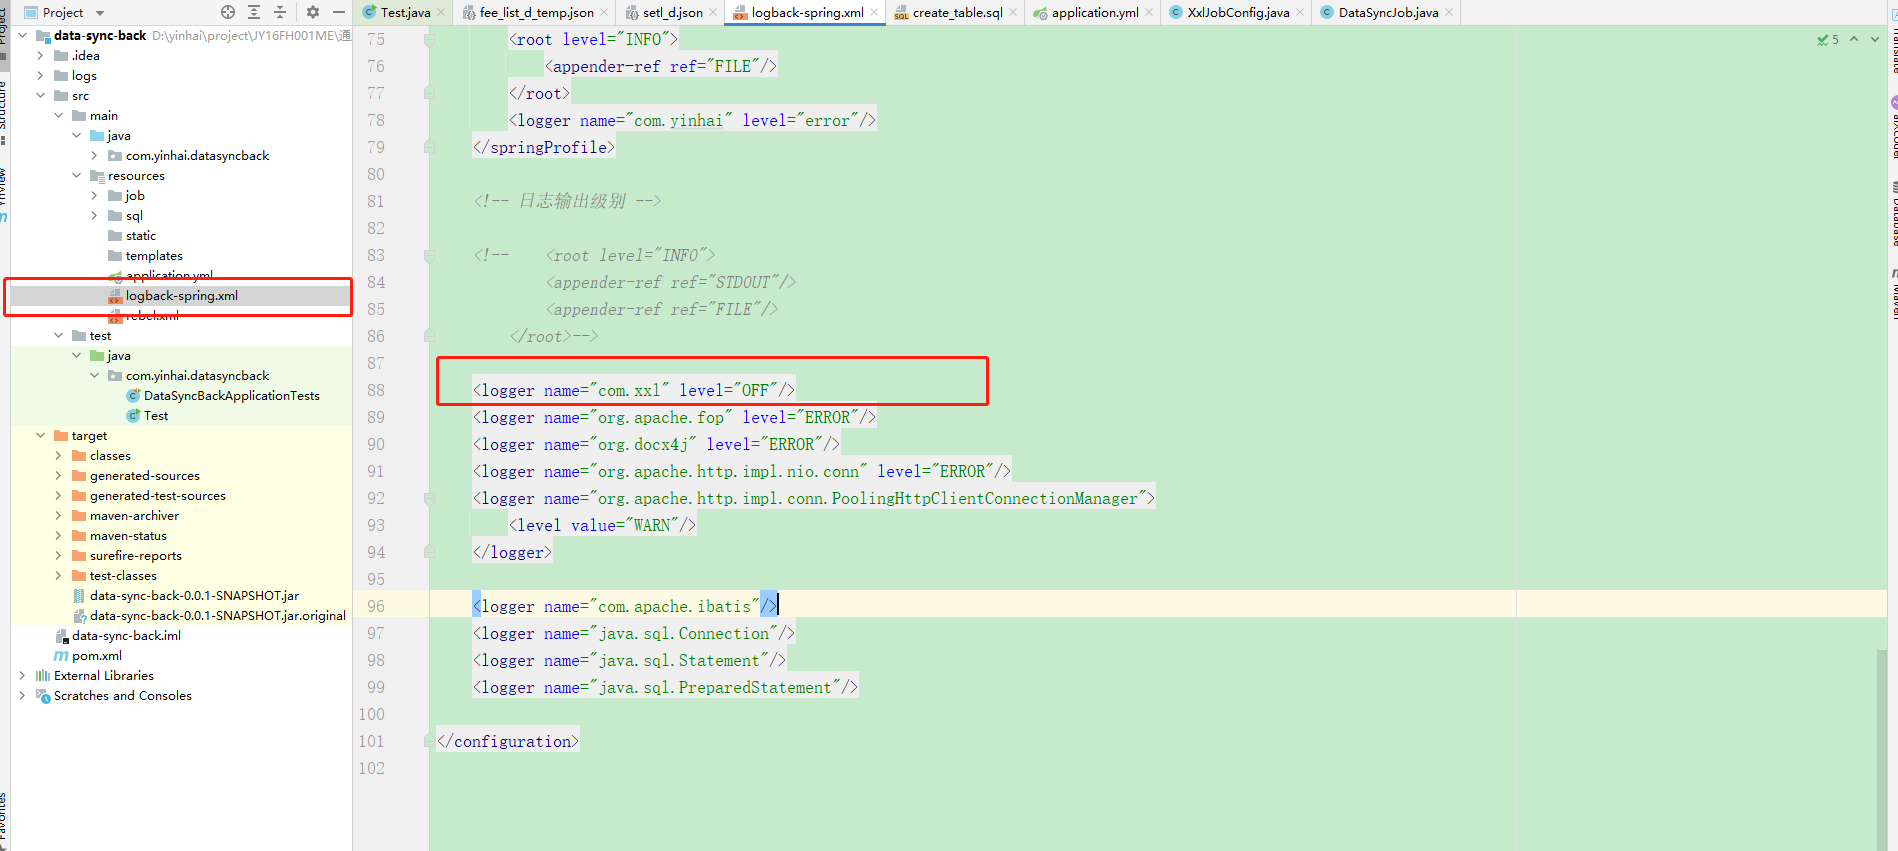 Project
Test.java
fee_list_d_temp.json
setl_d.json
logback-spring.xml
create_table.sql
application.yml
XxlJobConfig.java
DataSyncJob.java
data-sync-back D:\yinhai\project\JY16FH001ME\通
.idea
logs
src
main
java
com.yinhai.datasyncback
resources
job
sql
static
templates
application.yml
logback-spring.xml
rebel.xml
test
java
com.yinhai.datasyncback
DataSyncBackApplicationTests
Test
target
classes
generated-sources
generated-test-sources
maven-archiver
maven-status
surefire-reports
test-classes
data-sync-back-0.0.1-SNAPSHOT.jar
data-sync-back-0.0.1-SNAPSHOT.jar.original
data-sync-back.iml
pom.xml
External Libraries
Scratches and Consoles
75 <root level="INFO">
76 <appender-ref ref="FILE"/>
77 </root>
78 <logger name="com.yinhai" level="error"/>
79 </springProfile>
80
81 <!-- 日志输出级别 -->
82
83 <!-- <root level="INFO">
84 <appender-ref ref="STDOUT"/>
85 <appender-ref ref="FILE"/>
86 </root>-->
87
88 <logger name="com.xxl" level="OFF"/>
89 <logger name="org.apache.fop" level="ERROR"/>
90 <logger name="org.docx4j" level="ERROR"/>
91 <logger name="org.apache.http.impl.nio.conn" level="ERROR"/>
92 <logger name="org.apache.http.impl.conn.PoolingHttpClientConnectionManager">
93 <level value="WARN"/>
94 </logger>
95
96 <logger name="com.apache.ibatis"/>
97 <logger name="java.sql.Connection"/>
98 <logger name="java.sql.Statement"/>
99 <logger name="java.sql.PreparedStatement"/>
100
101 </configuration>
102
5
Database